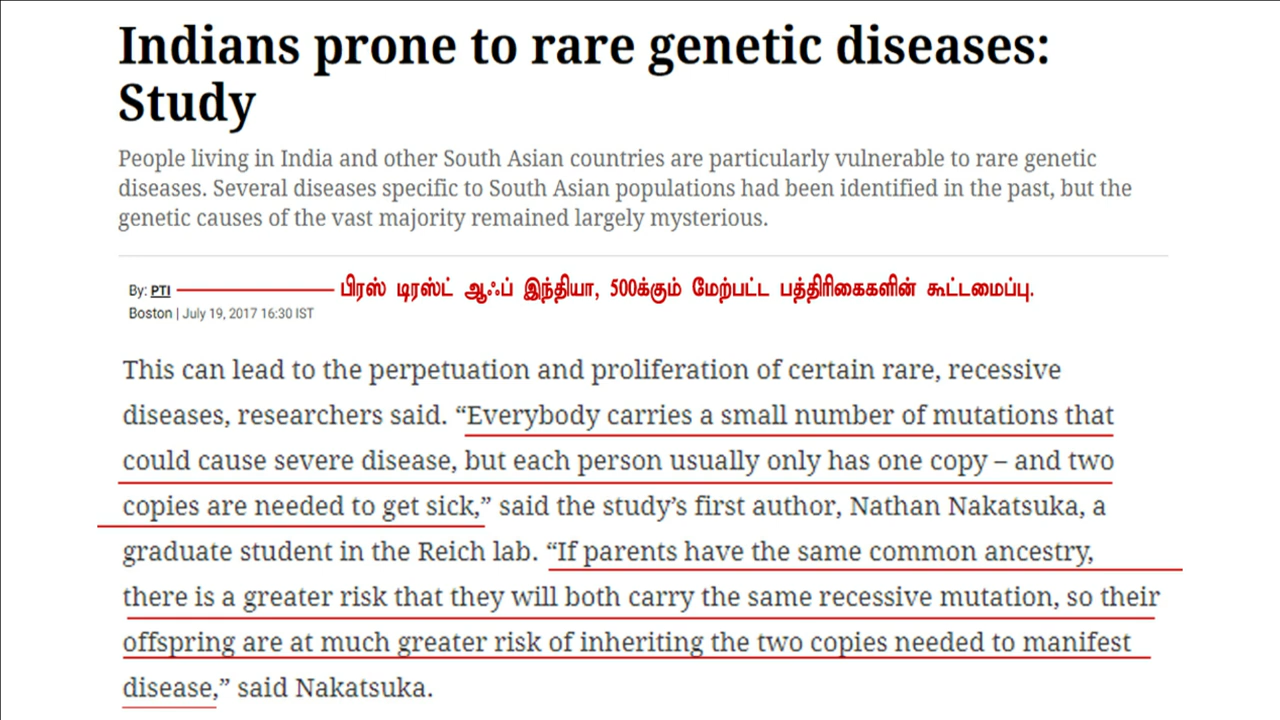 Indians prone to rare genetic diseases:
Study
People living in India and other South Asian countries are particularly vulnerable to rare genetic
diseases. Several diseases specific to South Asian populations had been identified in the past, but the
genetic causes of the vast majority remained largely mysterious.
By: PTI பிரஸ் டிரஸ்ட் ஆஃப் இந்தியா, 500க்கும் மேற்பட்ட பத்திரிகைகளின் கூட்டமைப்பு.
Boston | July 19, 2017 16:30 IST
This can lead to the perpetuation and proliferation of certain rare, recessive
diseases, researchers said. “Everybody carries a small number of mutations that
could cause severe disease, but each person usually only has one copy – and two
copies are needed to get sick,” said the study’s first author, Nathan Nakatsuka, a
graduate student in the Reich lab. “If parents have the same common ancestry,
there is a greater risk that they will both carry the same recessive mutation, so their
offspring are at much greater risk of inheriting the two copies needed to manifest
disease,” said Nakatsuka.